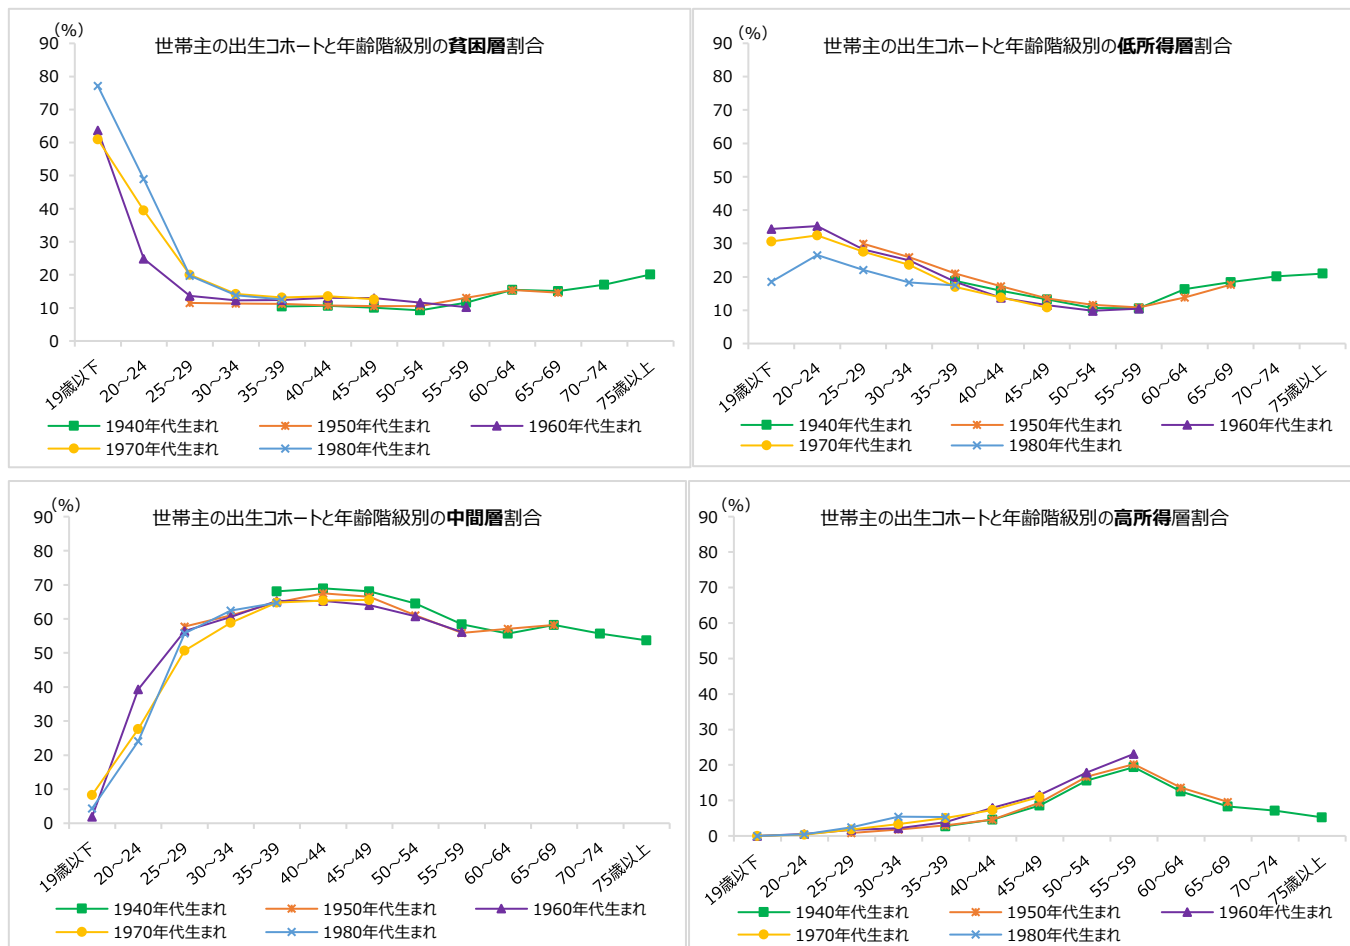 (%)
世帯主の出生コホートと年齢階級別の貧困層割合
90
80
70
60
50
40
30
20
10
0
19歳以下
20～24
25～29
30～34
35～39
40～44
45～49
50～54
55～59
60～64
65～69
70～74
75歳以上
1940年代生まれ
1950年代生まれ
1960年代生まれ
1970年代生まれ
1980年代生まれ
(%)
世帯主の出生コホートと年齢階級別の低所得層割合
90
80
70
60
50
40
30
20
10
0
19歳以下
20～24
25～29
30～34
35～39
40～44
45～49
50～54
55～59
60～64
65～69
70～74
75歳以上
1940年代生まれ
1950年代生まれ
1960年代生まれ
1970年代生まれ
1980年代生まれ
(%)
世帯主の出生コホートと年齢階級別の中間層割合
90
80
70
60
50
40
30
20
10
0
19歳以下
20～24
25～29
30～34
35～39
40～44
45～49
50～54
55～59
60～64
65～69
70～74
75歳以上
1940年代生まれ
1950年代生まれ
1960年代生まれ
1970年代生まれ
1980年代生まれ
(%)
世帯主の出生コホートと年齢階級別の高所得層割合
90
80
70
60
50
40
30
20
10
0
19歳以下
20～24
25～29
30～34
35～39
40～44
45～49
50～54
55～59
60～64
65～69
70～74
75歳以上
1940年代生まれ
1950年代生まれ
1960年代生まれ
1970年代生まれ
1980年代生まれ